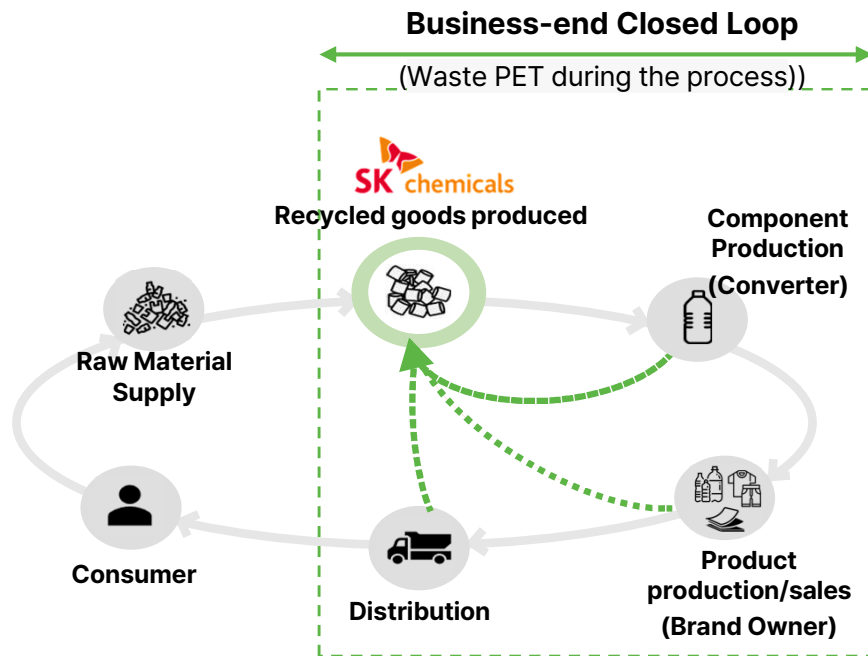 Business-end Closed Loop
(Waste PET during the process))
SK chemicals
Recycled goods produced
Component
Production
(Converter)
Raw Material
Supply
Consumer
Distribution
Product
production/sales
(Brand Owner)